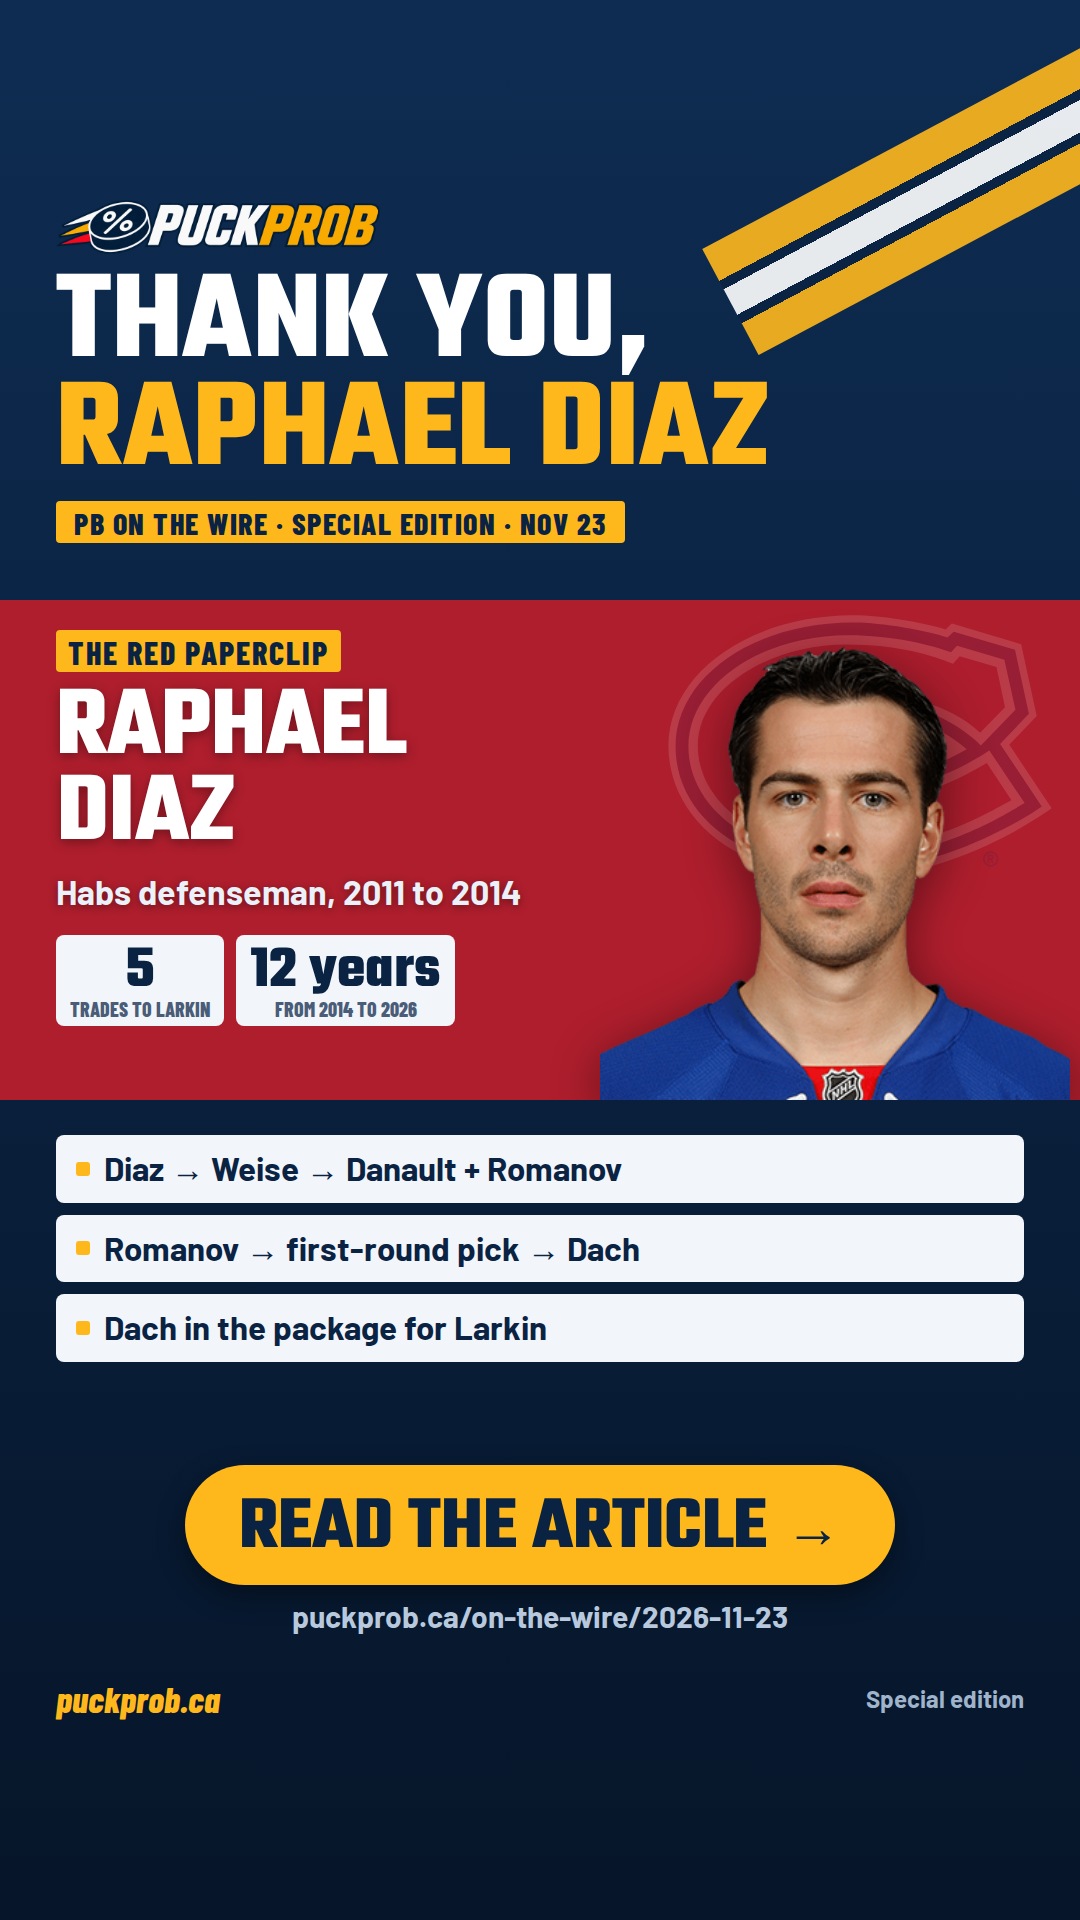 % PUCKPROB
THANK YOU,
RAPHAEL DIAZ
PB ON THE WIRE · SPECIAL EDITION · NOV 23
THE RED PAPERCLIP
RAPHAEL
DIAZ
Habs defenseman, 2011 to 2014
5
TRADES TO LARKIN
12 years
FROM 2014 TO 2026
®
NHL
Diaz → Weise → Danault + Romanov
Romanov → first-round pick → Dach
Dach in the package for Larkin
READ THE ARTICLE →
puckprob.ca/on-the-wire/2026-11-23
puckprob.ca
Special edition